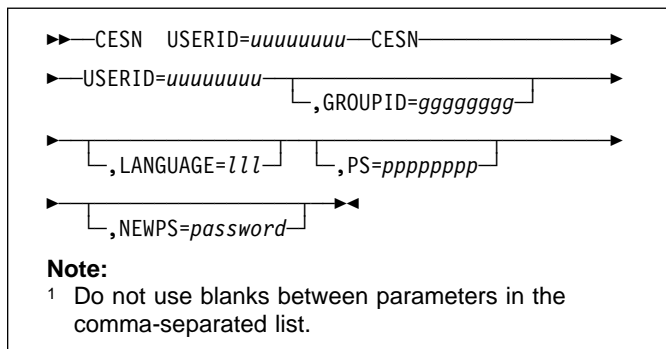 CESN USERID=uuuuuuuu CESN
USERID=uuuuuuuu
,GROUPID=gggggggg
,LANGUAGE=lll ,PS=pppppppp
,NEWPS=password
Note:
1 Do not use blanks between parameters in the
comma-separated list.